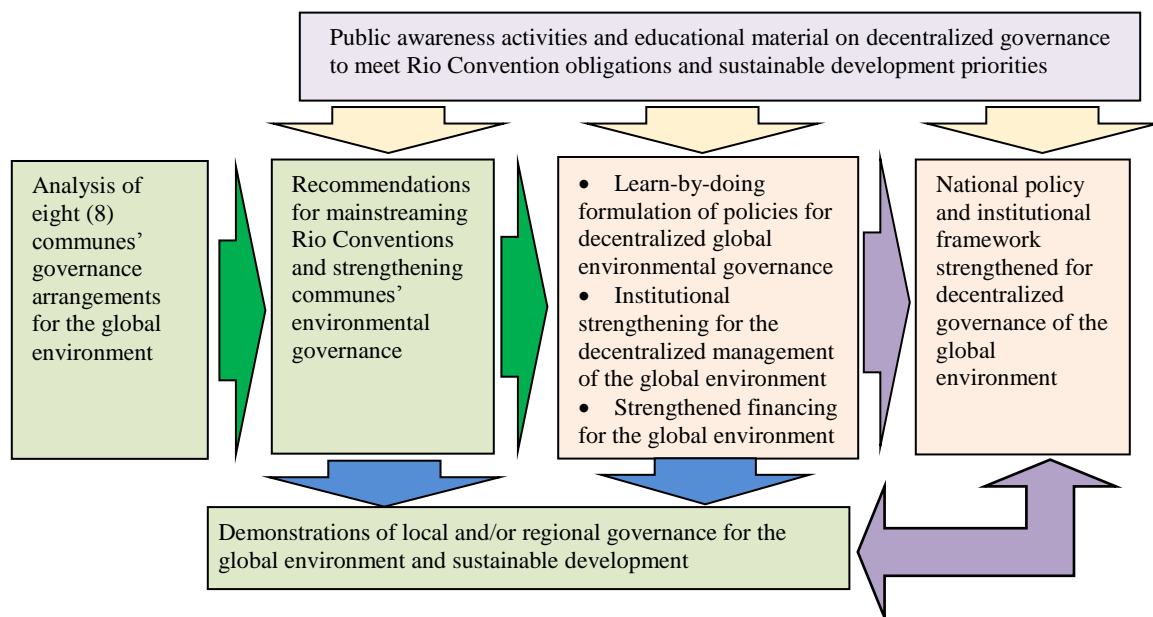 Public awareness activities and educational material on decentralized governance
to meet Rio Convention obligations and sustainable development priorities
Analysis of
eight (8)
communes’
governance
arrangements
for the global
environment
Recommendations
for mainstreaming
Rio Conventions
and strengthening
communes’
environmental
governance
• Learn-by-doing
formulation of policies for
decentralized global
environmental governance
• Institutional
strengthening for the
decentralized management
of the global environment
• Strengthened financing
for the global environment
National policy
and institutional
framework
strengthened for
decentralized
governance of the
global
environment
Demonstrations of local and/or regional governance for the
global environment and sustainable development